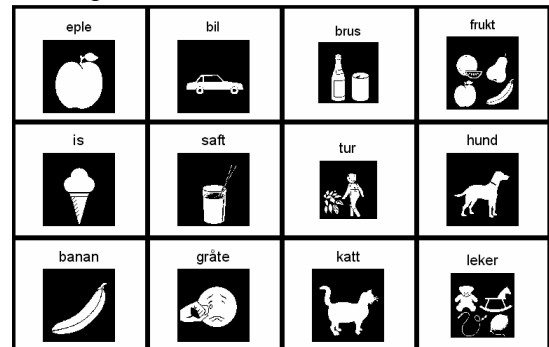 eple
bil
brus
frukt
is
saft
tur
hund
banan
gråte
katt
leker